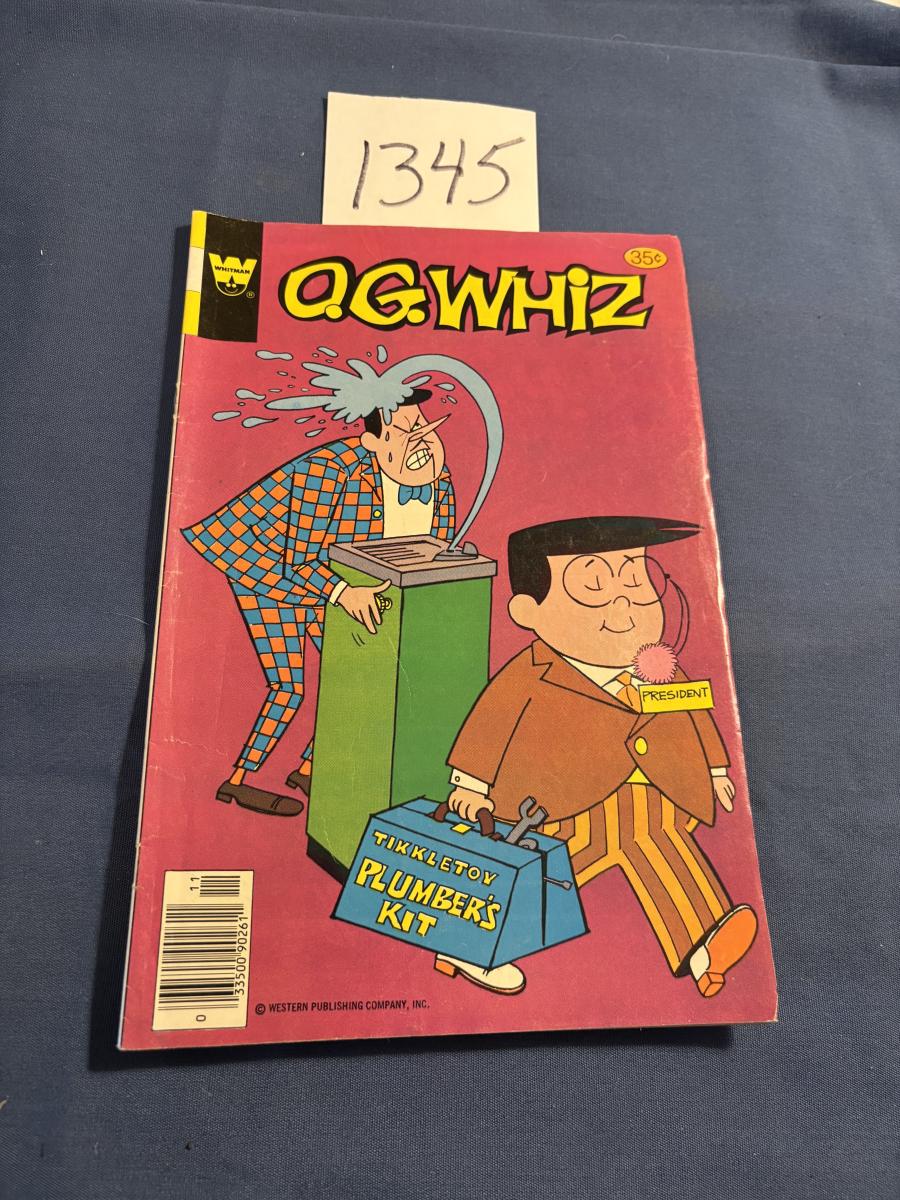 1345
WHITMAN
W
®
O.G. WHIZ
35¢
PRESIDENT
TIKKLETOY
PLUMBER'S
KIT
11
33500 90261
0
© WESTERN PUBLISHING COMPANY, INC.